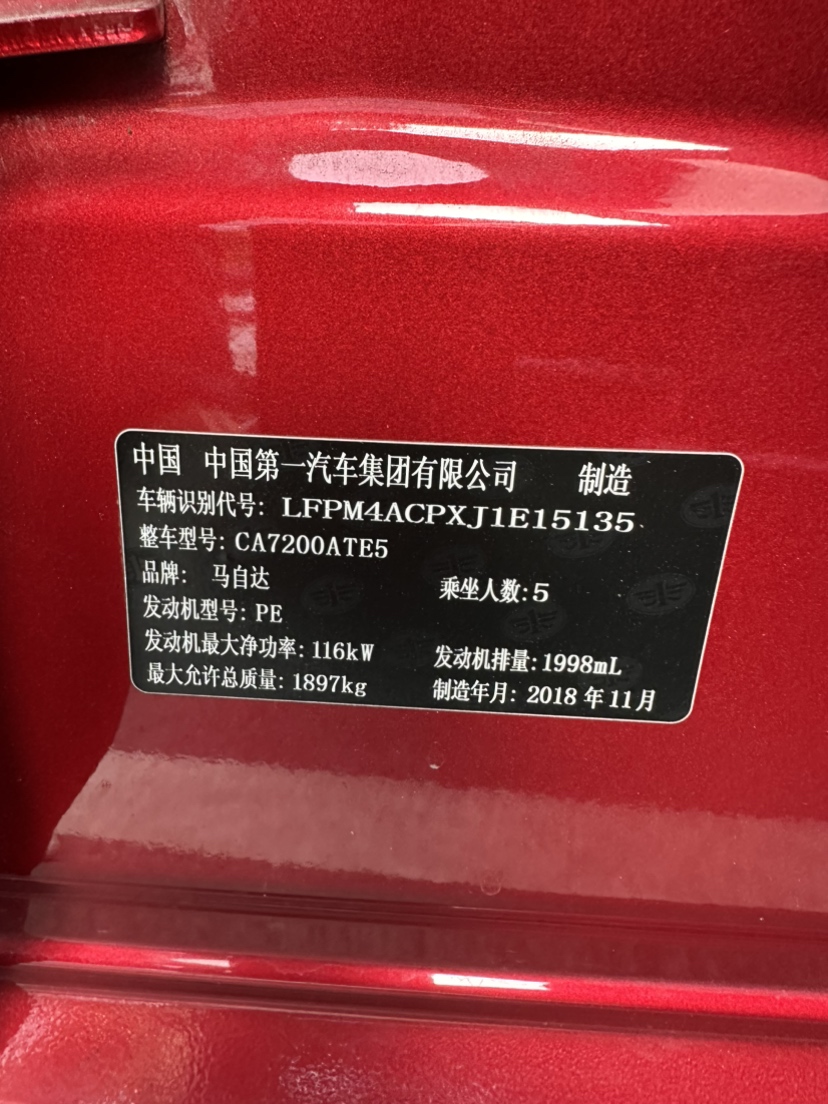 中国 中国第一汽车集团有限公司 制造
车辆识别代号: LFPM4ACPXJ1E15135
整车型号: CA7200ATE5
品牌: 马自达 乘坐人数: 5
发动机型号: PE
发动机最大净功率: 116kW 发动机排量: 1998mL
最大允许总质量: 1897kg 制造年月: 2018 年 11 月